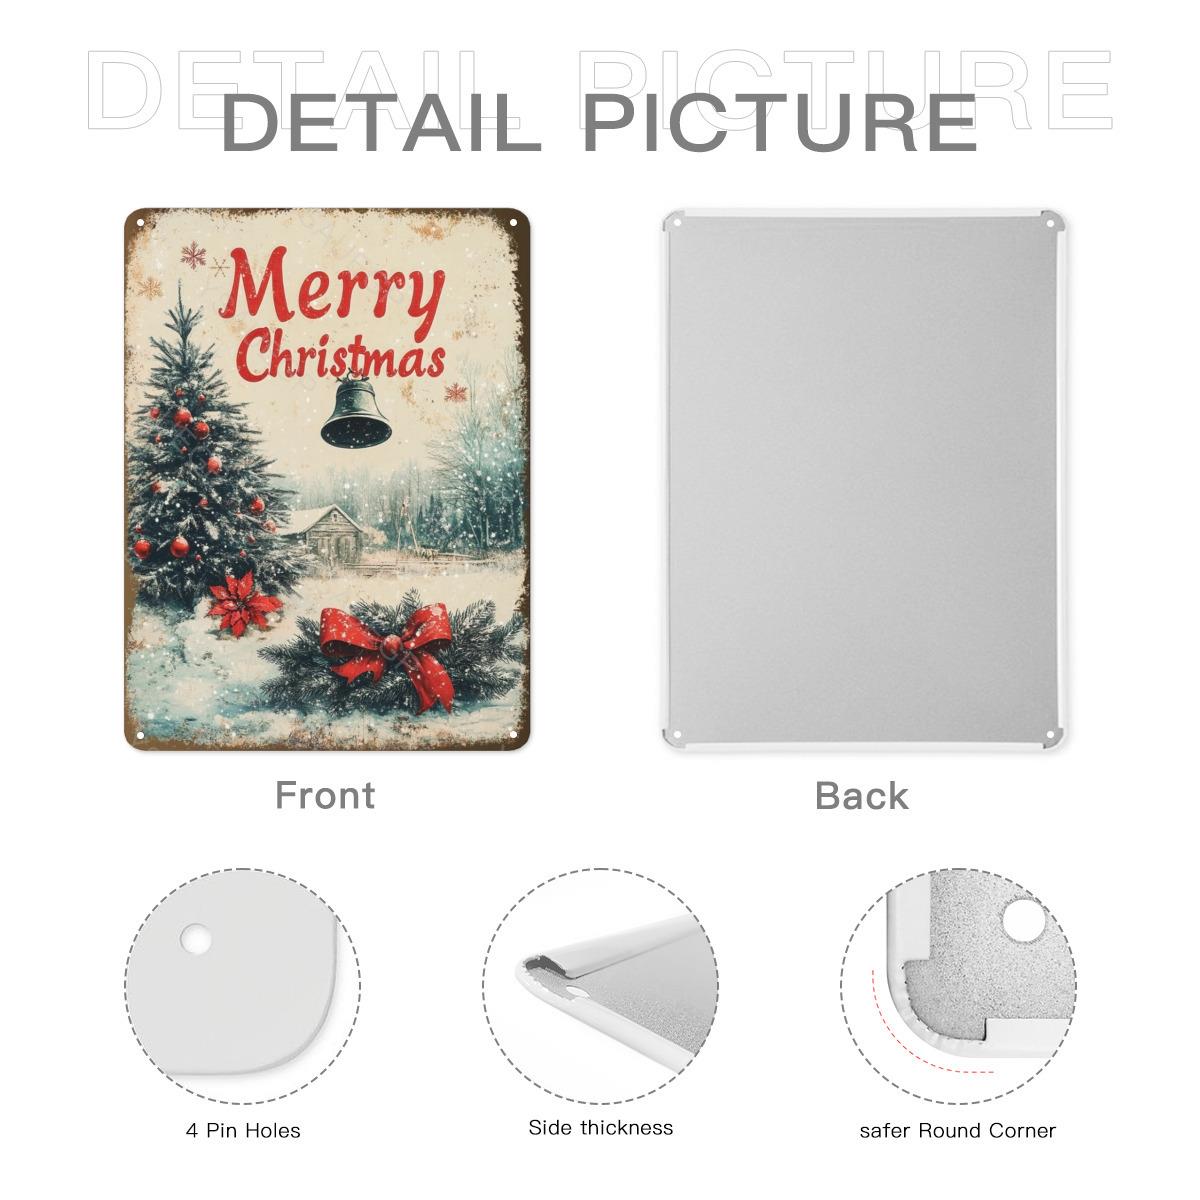 DETAIL PICTURE
DETAIL PICTURE
Merry
Christmas
Front
Back
4 Pin Holes
Side thickness
safer Round Corner